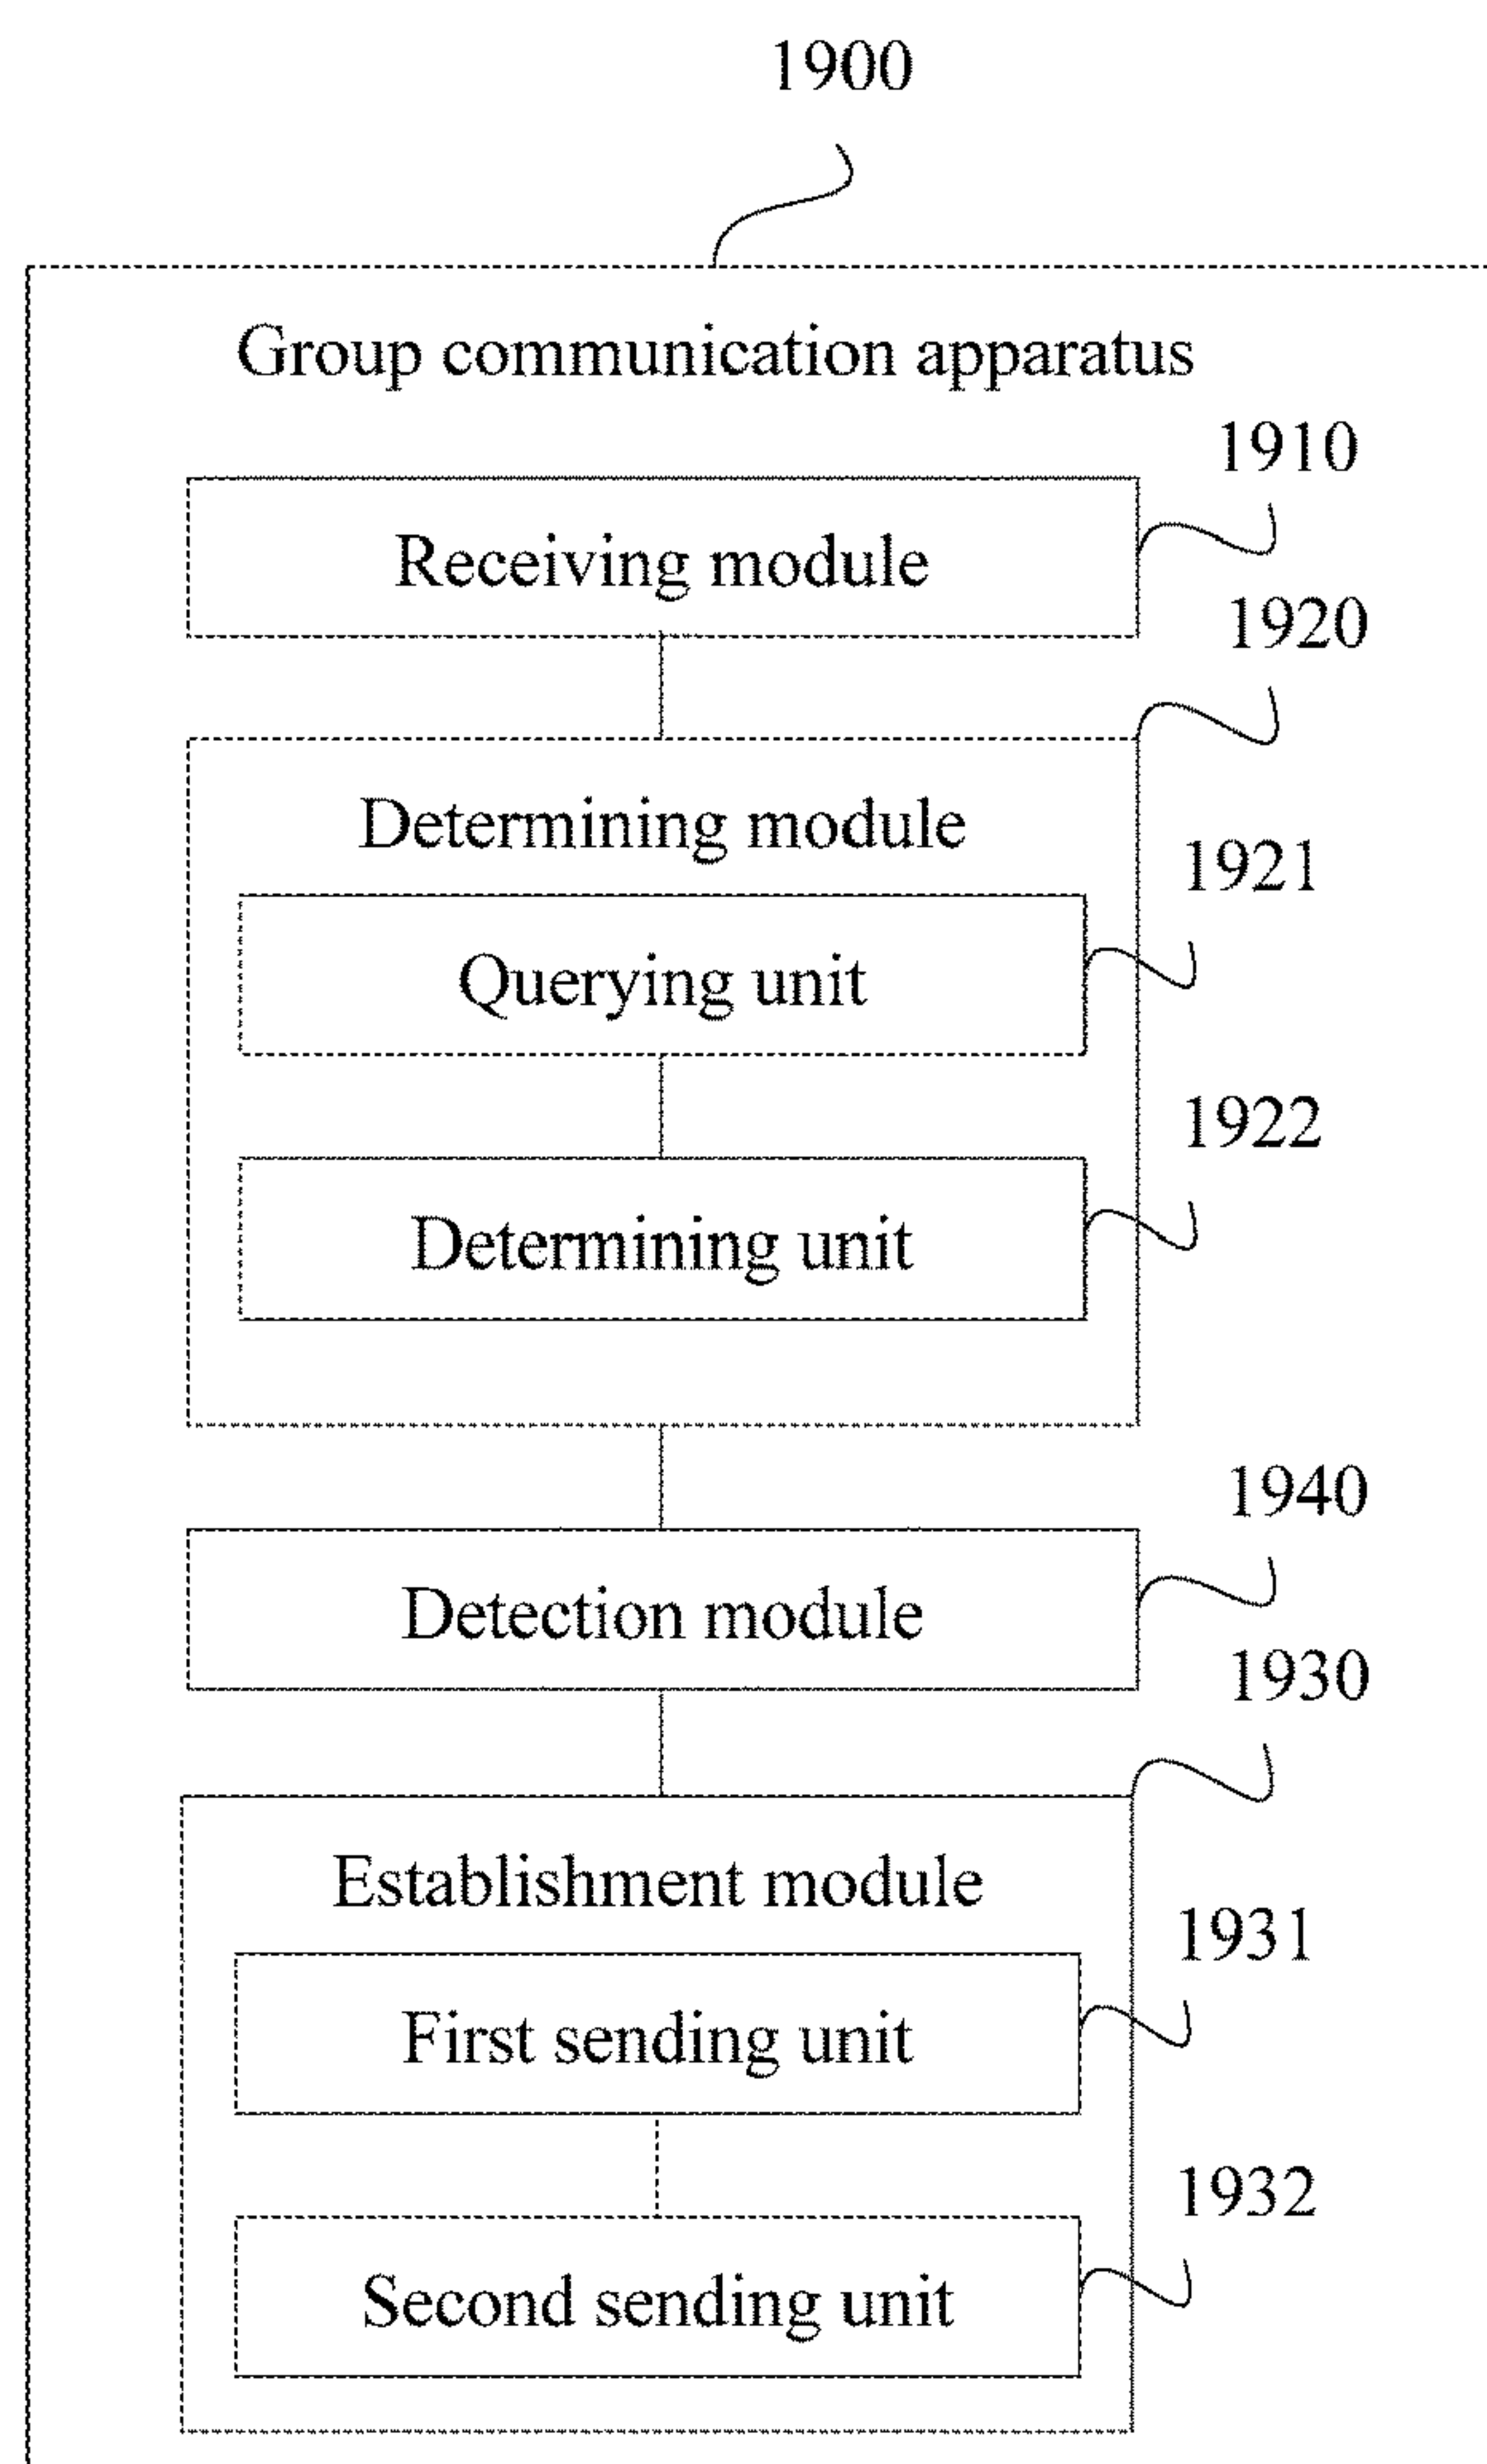 1900
Group communication apparatus
1910
Receiving module
1920
Determining module
1921
Querying unit
1922
Determining unit
1940
Detection module
1930
Establishment module
1931
First sending unit
1932
Second sending unit